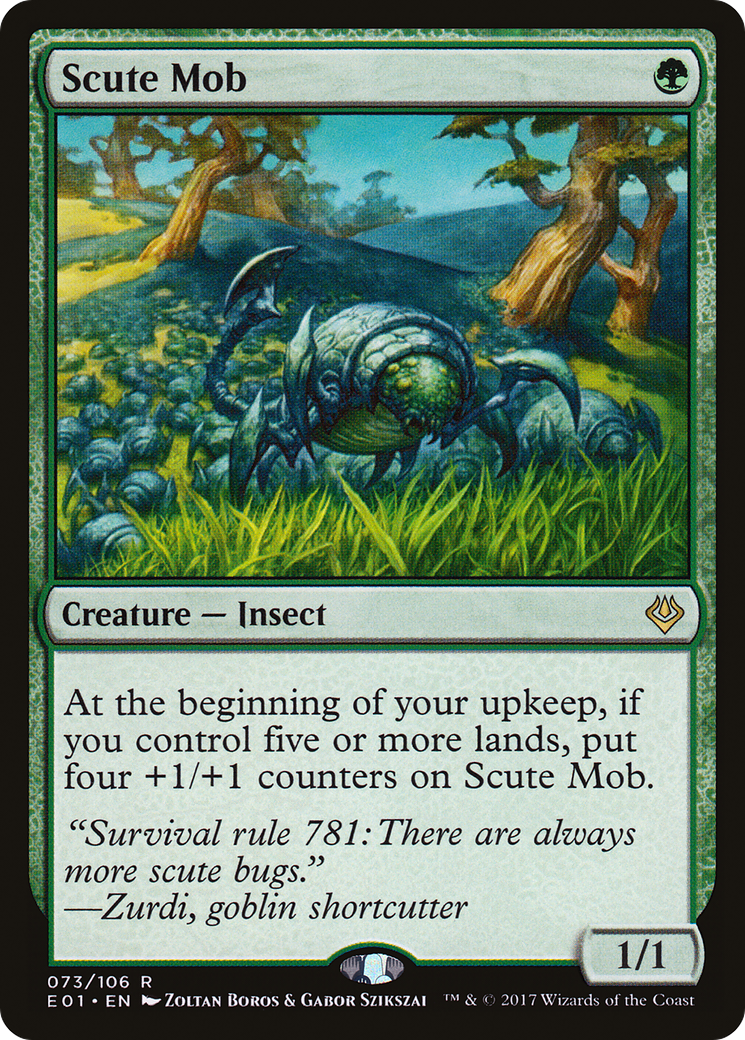 Scute Mob
Creature — Insect
At the beginning of your upkeep, if
you control five or more lands, put
four +1/+1 counters on Scute Mob.
“Survival rule 781: There are always
more scute bugs.”
—Zurdi, goblin shortcutter
1/1
073/106 R
E01 • EN Zoltan Boros & Gabor Szikszai ™ & © 2017 Wizards of the Coast